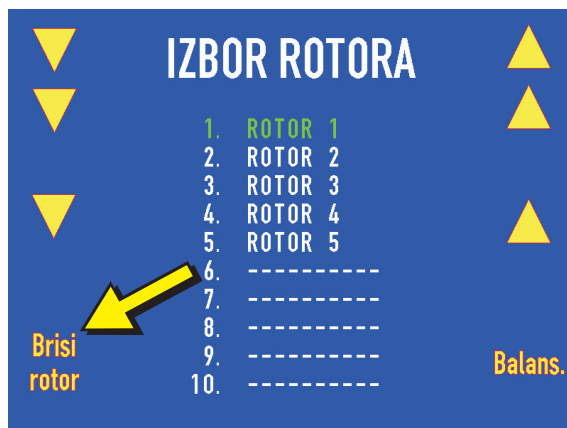 IZBOR ROTORA
1. ROTOR 1
2. ROTOR 2
3. ROTOR 3
4. ROTOR 4
5. ROTOR 5
6. ----------
7. ----------
8. ----------
9. ----------
10. ----------
Brisi
rotor
Balans.